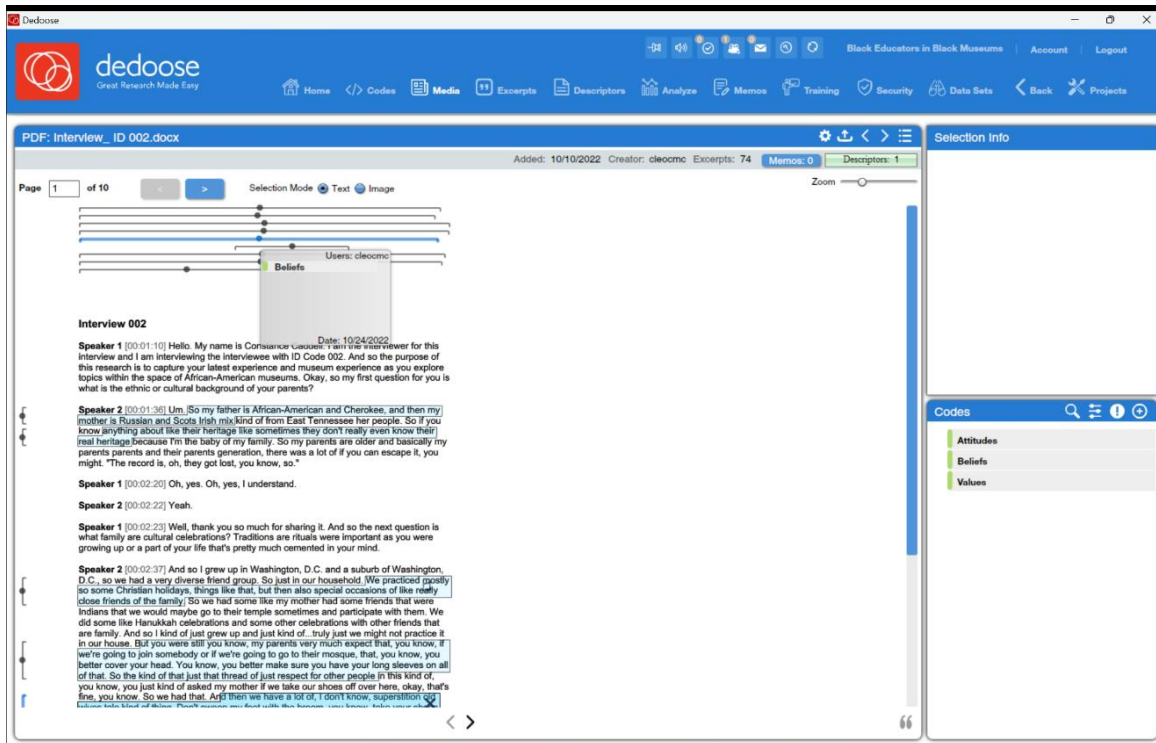 Dedoose
0 1 0
Black Educators in Black Museums | Account | Logout
dedoose
Great Research Made Easy
Home </> Codes Media Excerpts Descriptors Analyze Memos Training Security Data Sets Back Projects
PDF: Interview_ ID 002.docx
Selection Info
Added: 10/10/2022 Creator: cleocmc Excerpts: 74 Memos: 0 Descriptors: 1
Page 1 of 10 < > Selection Mode Text Image Zoom
Users: cleocmc
Beliefs
Date: 10/24/2022
Interview 002
Speaker 1 [00:01:10] Hello. My name is Constance Caddell. I am the interviewer for this
interview and I am interviewing the interviewee with ID Code 002. And so the purpose of
this research is to capture your latest experience and museum experience as you explore
topics within the space of African-American museums. Okay, so my first question for you is
what is the ethnic or cultural background of your parents?
Speaker 2 [00:01:36] Um. So my father is African-American and Cherokee, and then my
mother is Russian and Scots Irish mix kind of from East Tennessee her people. So if you
know anything about like their heritage like sometimes they don't really even know their
real heritage because I'm the baby of my family. So my parents are older and basically my
parents parents and their parents generation, there was a lot of if you can escape it, you
might. "The record is, oh, they got lost, you know, so."
Speaker 1 [00:02:20] Oh, yes. Oh, yes, I understand.
Speaker 2 [00:02:22] Yeah.
Speaker 1 [00:02:23] Well, thank you so much for sharing it. And so the next question is
what family are cultural celebrations? Traditions are rituals were important as you were
growing up or a part of your life that's pretty much cemented in your mind.
Speaker 2 [00:02:37] And so I grew up in Washington, D.C. and a suburb of Washington,
D.C., so we had a very diverse friend group. So just in our household. We practiced mostly
so some Christian holidays, things like that, but then also special occasions of like really
close friends of the family. So we had some like my mother had some friends that were
Indians that we would maybe go to their temple sometimes and participate with them. We
did some like Hanukkah celebrations and some other celebrations with other friends that
are family. And so I kind of just grew up and just kind of...truly just we might not practice it
in our house. But you were still you know, my parents very much expect that, you know, if
we're going to join somebody or if we're going to go to their mosque, that, you know, you
better cover your head. You know, you better make sure you have your long sleeves on all
of that. So the kind of that just that thread of just respect for other people in this kind of,
you know, you just kind of asked my mother if we take our shoes off over here, okay, that's
fine, you know. So we had that. And then we have a lot of, I don't know, superstition old
wives tale kind of thing. Don't sweep my feet with the broom, you know, take your
Codes
Attitudes
Beliefs
Values